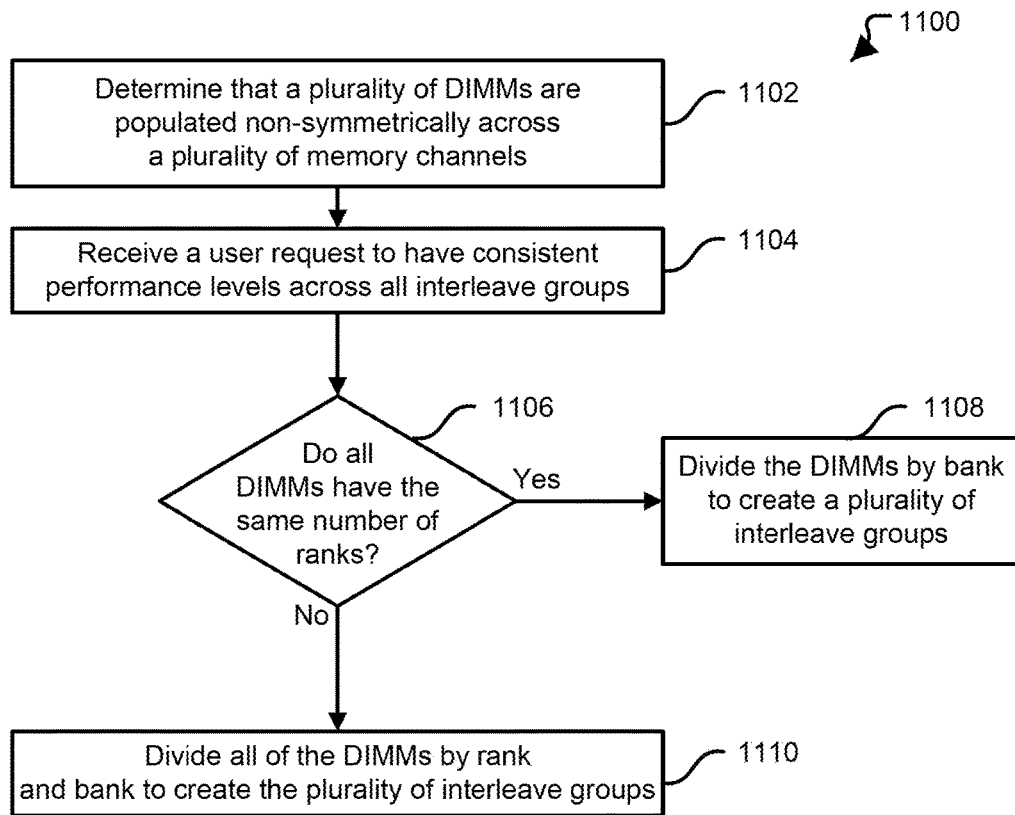 1100
Determine that a plurality of DIMMs are
populated non-symmetrically across
a plurality of memory channels
1102
Receive a user request to have consistent
performance levels across all interleave groups
1104
1106
Do all
DIMMs have the
same number of
ranks?
Yes
1108
Divide the DIMMs by bank
to create a plurality of
interleave groups
No
Divide all of the DIMMs by rank
and bank to create the plurality of interleave groups
1110